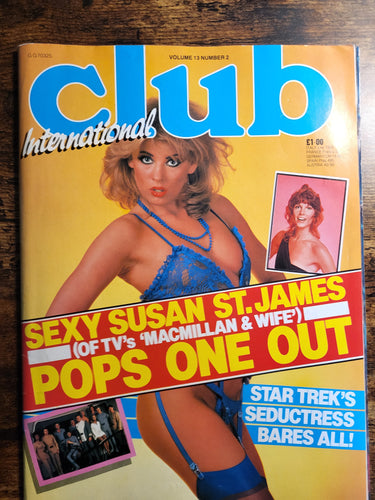 G.G.70325
VOLUME 13 NUMBER 2
club
International
£1·00
SEXY SUSAN ST. JAMES
(OF TV's 'MACMILLAN & WIFE')
POPS ONE OUT
STAR TREK'S
SEDUCTRESS
BARES ALL!